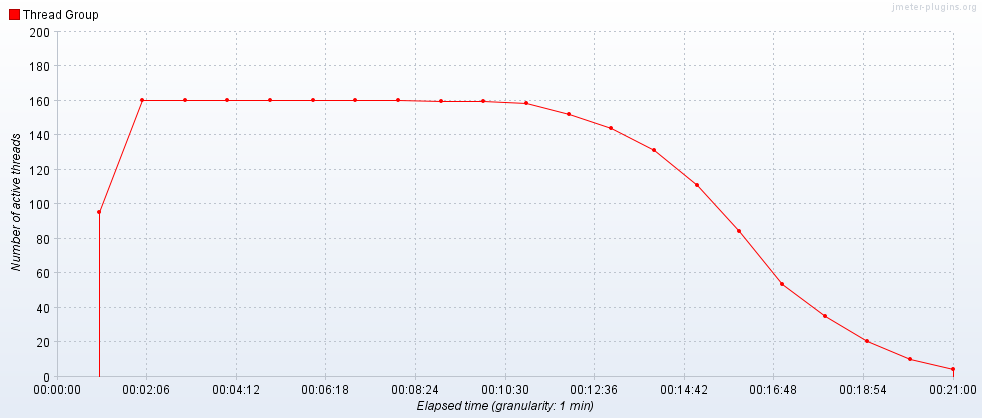 Thread Group
jmeter-plugins.org
200
180
160
140
120
100
80
60
40
20
0
Number of active threads
00:00:00 00:02:06 00:04:12 00:06:18 00:08:24 00:10:30 00:12:36 00:14:42 00:16:48 00:18:54 00:21:00
Elapsed time (granularity: 1 min)